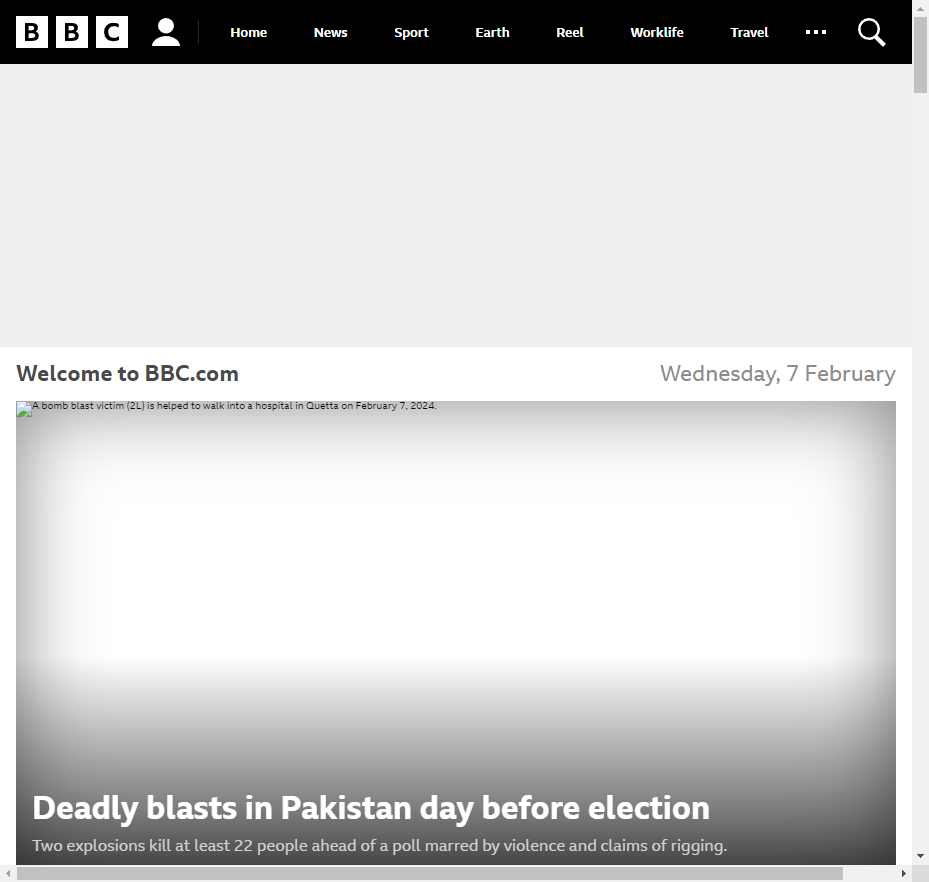 BBC
Home News Sport Earth Reel Worklife Travel
Welcome to BBC.com
Wednesday, 7 February
A bomb blast victim (2L) is helped to walk into a hospital in Quetta on February 7, 2024.
Deadly blasts in Pakistan day before election
Two explosions kill at least 22 people ahead of a poll marred by violence and claims of rigging.